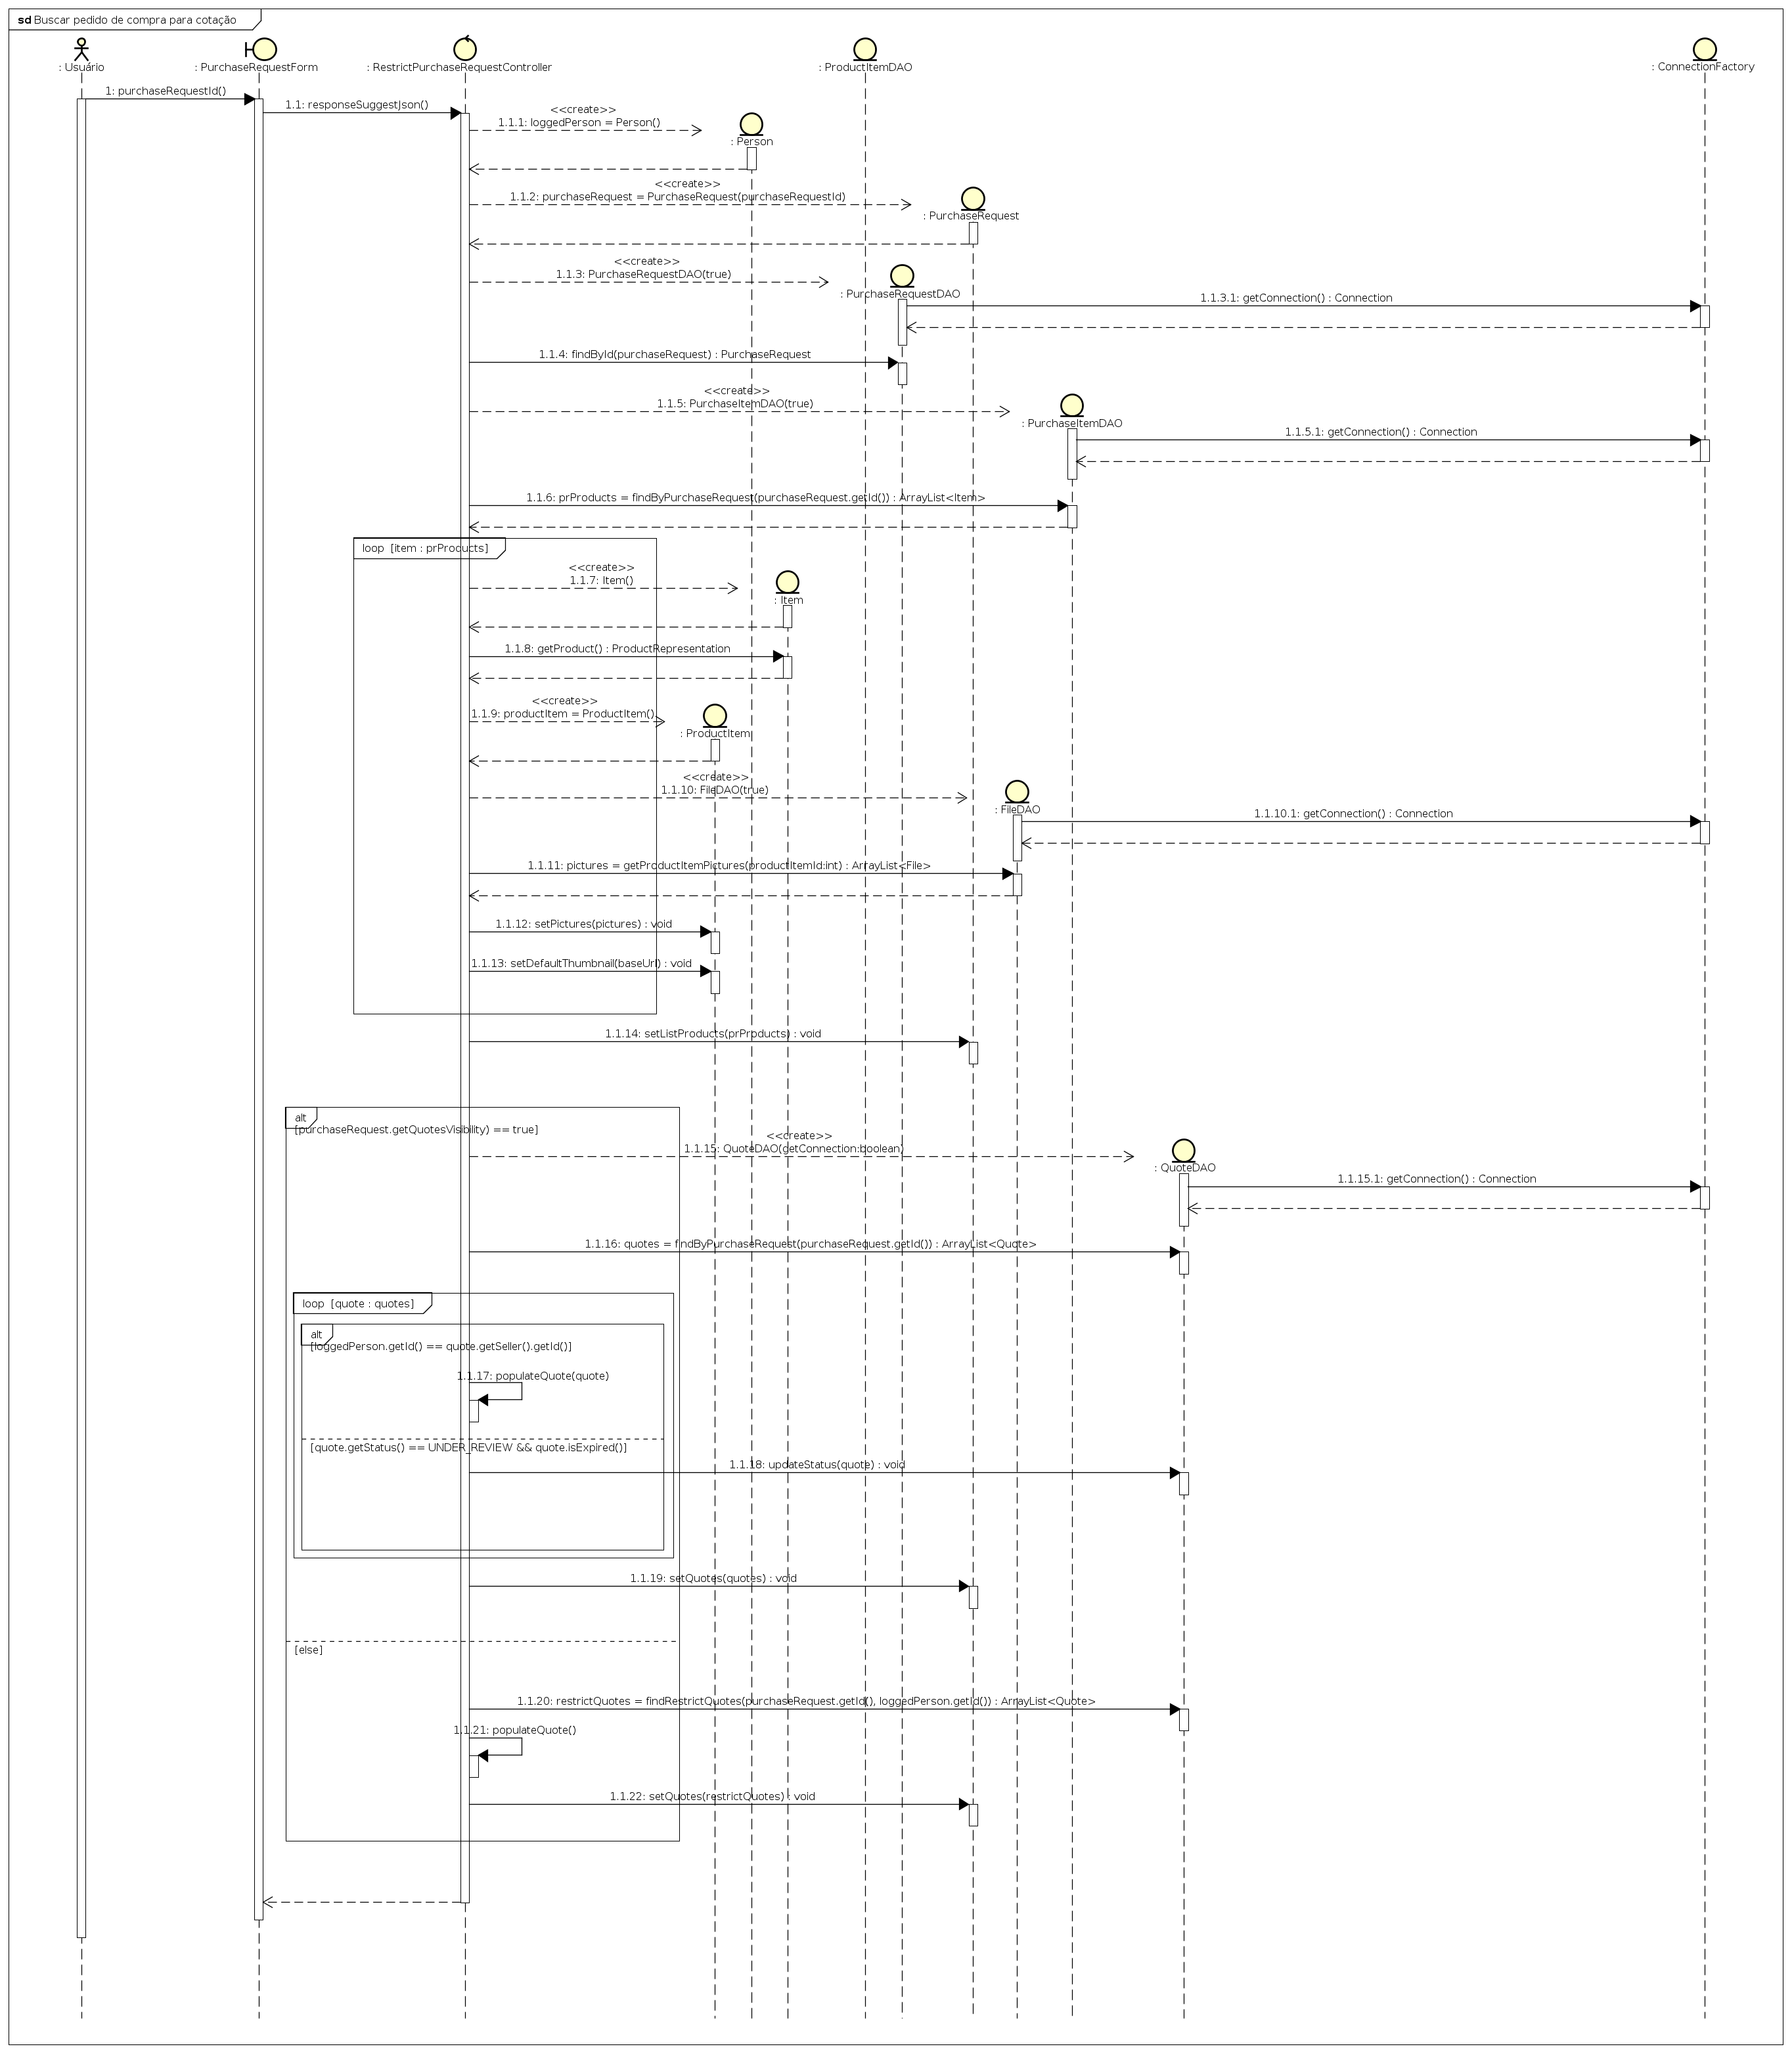 sd Buscar pedido de compra para cotação
: Usuário
: PurchaseRequestForm
: RestrictPurchaseRequestController
: ProductItemDAO
: ConnectionFactory
1: purchaseRequestId()
1.1: responseSuggestJson()
<<create>>
1.1.1: loggedPerson = Person()
: Person
<<create>>
1.1.2: purchaseRequest = PurchaseRequest(purchaseRequestId)
: PurchaseRequest
<<create>>
1.1.3: PurchaseRequestDAO(true)
: PurchaseRequestDAO
1.1.3.1: getConnection() : Connection
1.1.4: findById(purchaseRequest) : PurchaseRequest
<<create>>
1.1.5: PurchaseItemDAO(true)
: PurchaseItemDAO
1.1.5.1: getConnection() : Connection
1.1.6: prProducts = findByPurchaseRequest(purchaseRequest.getId()) : ArrayList<Item>
loop [item : prProducts]
<<create>>
1.1.7: Item()
: Item
1.1.8: getProduct() : ProductRepresentation
<<create>>
1.1.9: productItem = ProductItem()
: ProductItem
<<create>>
1.1.10: FileDAO(true)
: FileDAO
1.1.10.1: getConnection() : Connection
1.1.11: pictures = getProductItemPictures(productItemId:int) : ArrayList<File>
1.1.12: setPictures(pictures) : void
1.1.13: setDefaultThumbnail(baseUrl) : void
1.1.14: setListProducts(prProducts) : void
alt
[purchaseRequest.getQuotesVisibility) == true]
<<create>>
1.1.15: QuoteDAO(getConnection:boolean)
: QuoteDAO
1.1.15.1: getConnection() : Connection
1.1.16: quotes = findByPurchaseRequest(purchaseRequest.getId()) : ArrayList<Quote>
loop [quote : quotes]
alt
[loggedPerson.getId() == quote.getSeller().getId()]
1.1.17: populateQuote(quote)
[quote.getStatus() == UNDER_REVIEW && quote.isExpired()]
1.1.18: updateStatus(quote) : void
1.1.19: setQuotes(quotes) : void
[else]
1.1.20: restrictQuotes = findRestrictQuotes(purchaseRequest.getId(), loggedPerson.getId()) : ArrayList<Quote>
1.1.21: populateQuote()
1.1.22: setQuotes(restrictQuotes) : void